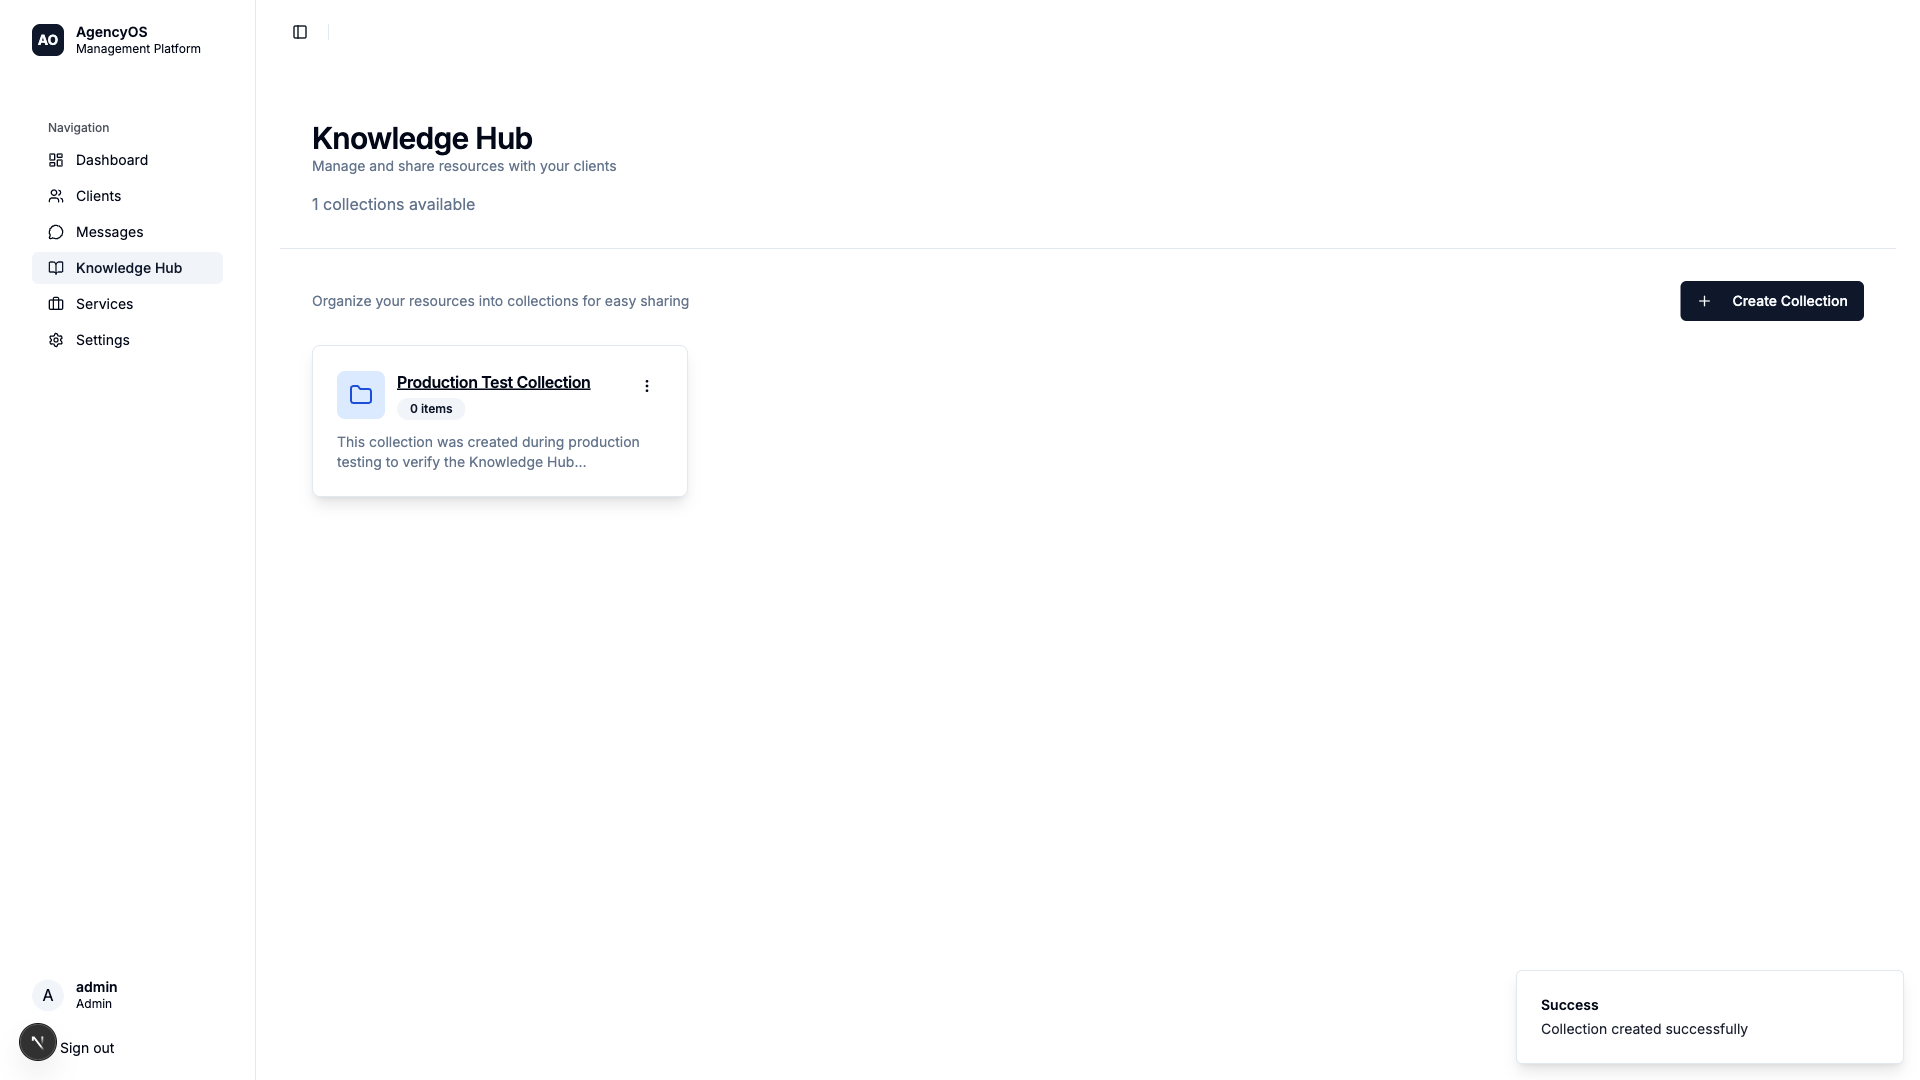 AO
AgencyOS
Management Platform
Navigation
Dashboard
Clients
Messages
Knowledge Hub
Services
Settings
admin
A
Admin
Sign out
Knowledge Hub
Manage and share resources with your clients
1 collections available
Organize your resources into collections for easy sharing
Create Collection
Production Test Collection
0 items
This collection was created during production
testing to verify the Knowledge Hub...
Success
Collection created successfully